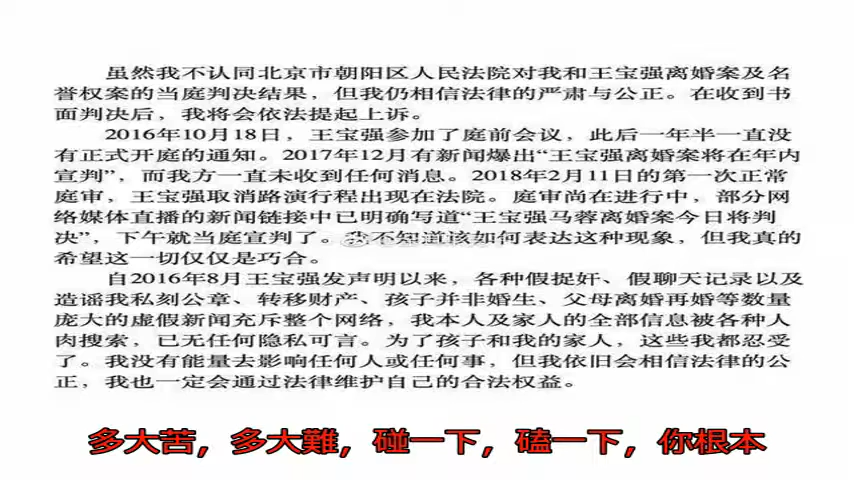 虽然我不认同北京市朝阳区人民法院对我和王宝强离婚案及名
誉权案的当庭判决结果，但我仍相信法律的严肃与公正。在收到书
面判决后，我将会依法提起上诉。
2016年10月18日，王宝强参加了庭前会议，此后一年半一直没
有正式开庭的通知。2017年12月有新闻爆出“王宝强离婚案将在年内
宣判”，而我方一直未收到任何消息。2018年2月11日的第一次正常
庭审，王宝强取消路演行程出现在法院。庭审尚在进行中，部分网
络媒体直播的新闻链接中已明确写道“王宝强马蓉离婚案今日将判
决”，下午就当庭宣判了。我不知道该如何表达这种现象，但我真的
希望这一切仅仅是巧合。
自2016年8月王宝强发声明以来，各种假捉奸、假聊天记录以及
造谣我私刻公章、转移财产、孩子并非婚生、父母离婚再婚等数量
庞大的虚假新闻充斥整个网络，我本人及家人的全部信息被各种人
肉搜索，已无任何隐私可言。为了孩子和我的家人，这些我都忍受
了。我没有能量去影响任何人或任何事，但我依旧会相信法律的公
正，我也一定会通过法律维护自己的合法权益。
多大苦，多大難，碰一下，磕一下，你根本